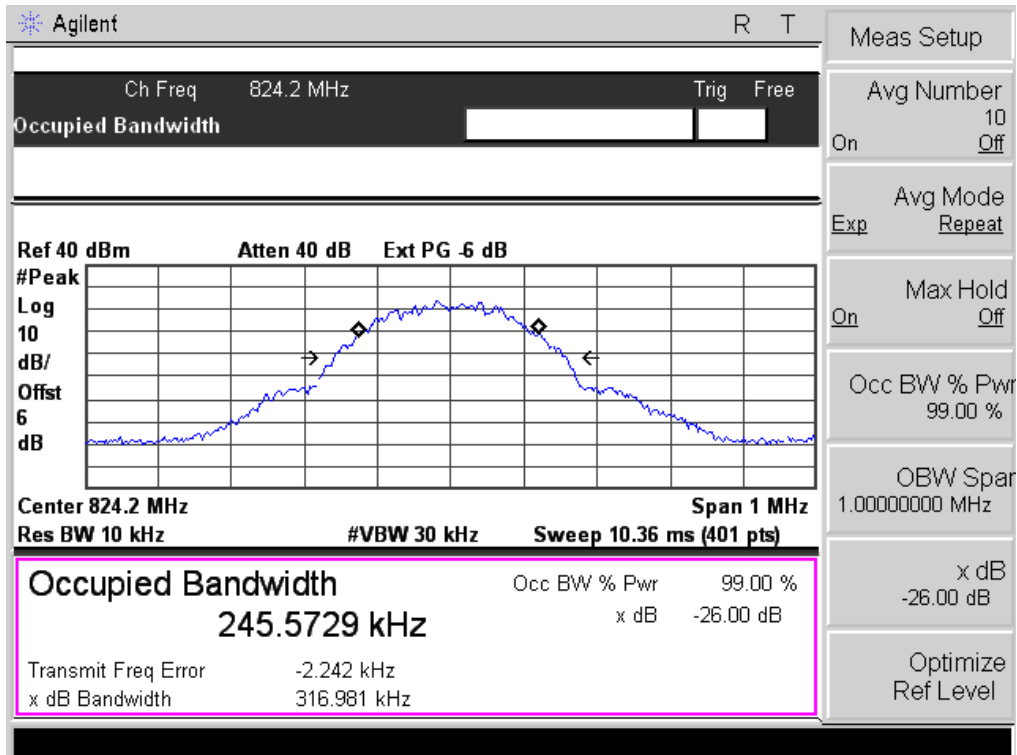 Agilent R T
Ch Freq 824.2 MHz Trig Free
Occupied Bandwidth
Ref 40 dBm Atten 40 dB Ext PG -6 dB
#Peak
Log
10
dB/
Offst
6
dB
Center 824.2 MHz Span 1 MHz
Res BW 10 kHz #VBW 30 kHz Sweep 10.36 ms (401 pts)
Occupied Bandwidth
245.5729 kHz
Occ BW % Pwr 99.00 %
x dB -26.00 dB
Transmit Freq Error -2.242 kHz
x dB Bandwidth 316.981 kHz
Meas Setup
Avg Number
10
On Off
Avg Mode
Exp Repeat
Max Hold
On Off
Occ BW % Pwr
99.00 %
OBW Span
1.00000000 MHz
x dB
-26.00 dB
Optimize
Ref Level